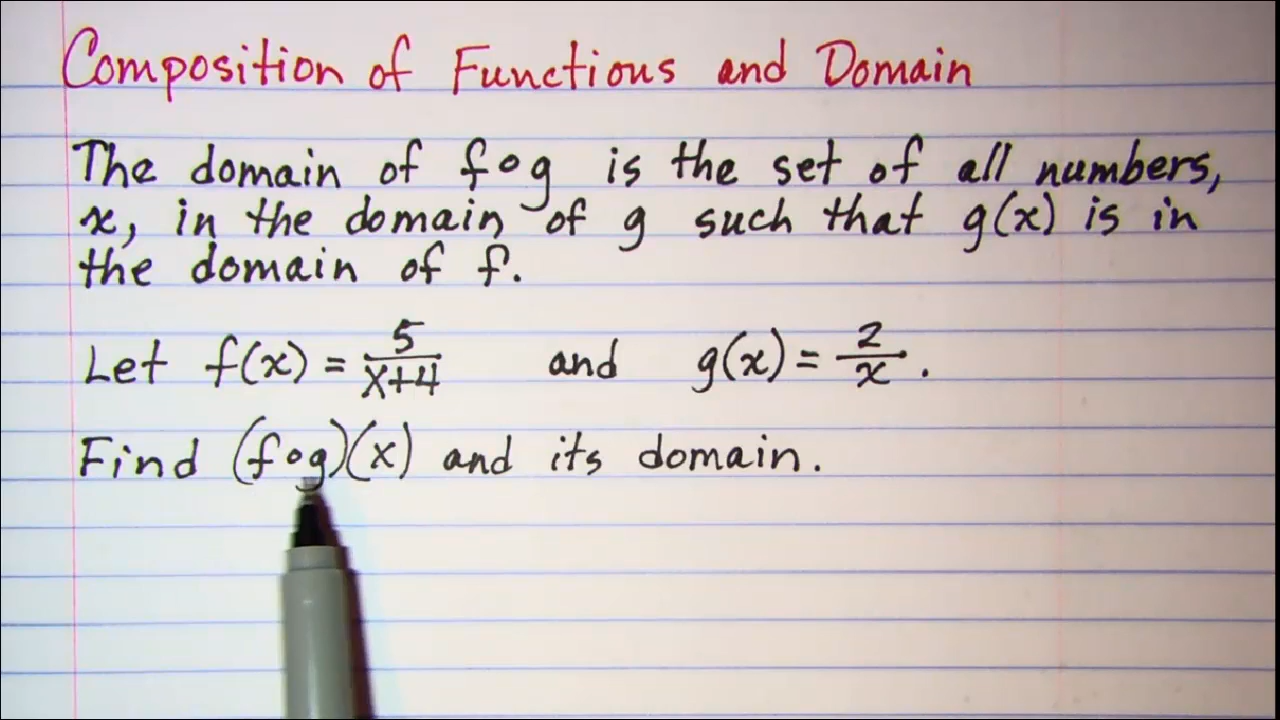 Composition of Functions and Domain
The domain of f∘g is the set of all numbers,
x, in the domain of g such that g(x) is in
the domain of f.
Let f(x) = 5/(x+4) and g(x) = 2/x.
Find (f∘g)(x) and its domain.